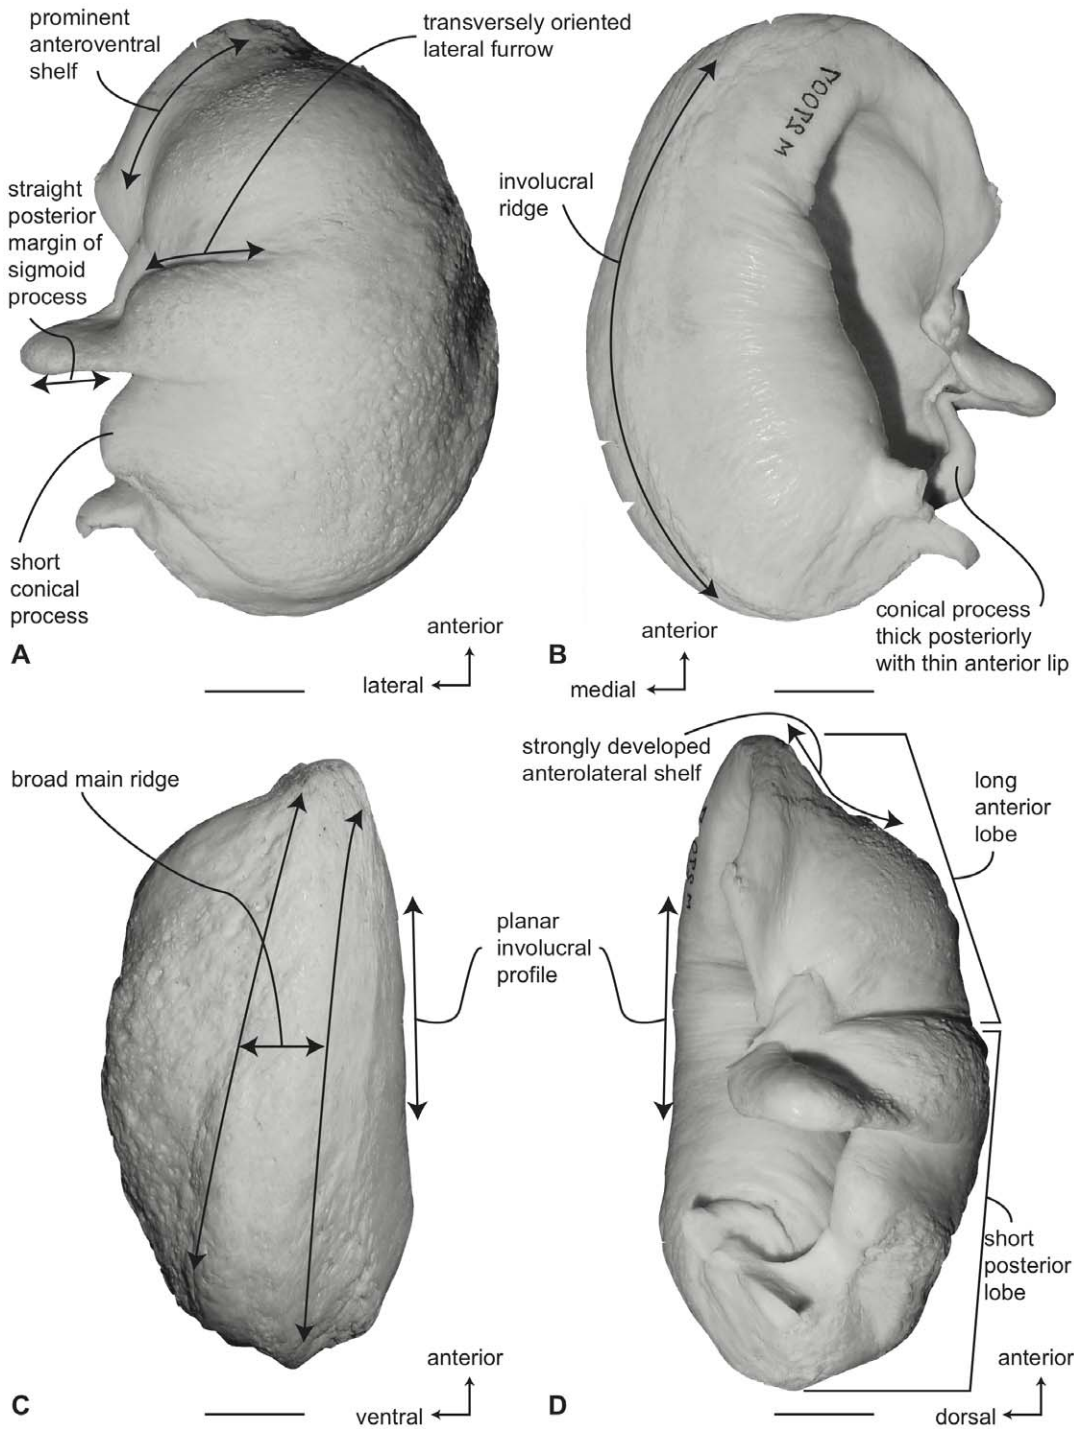 prominent
anteroventral
shelf
transversely oriented
lateral furrow
straight
posterior
margin of
sigmoid
process
involucral
ridge
short
conical
process
conical process
thick posteriorly
with thin anterior lip
anterior
lateral
A
anterior
medial
B
broad main ridge
strongly developed
anterolateral shelf
long
anterior
lobe
planar
involucral
profile
short
posterior
lobe
anterior
ventral
C
anterior
dorsal
D